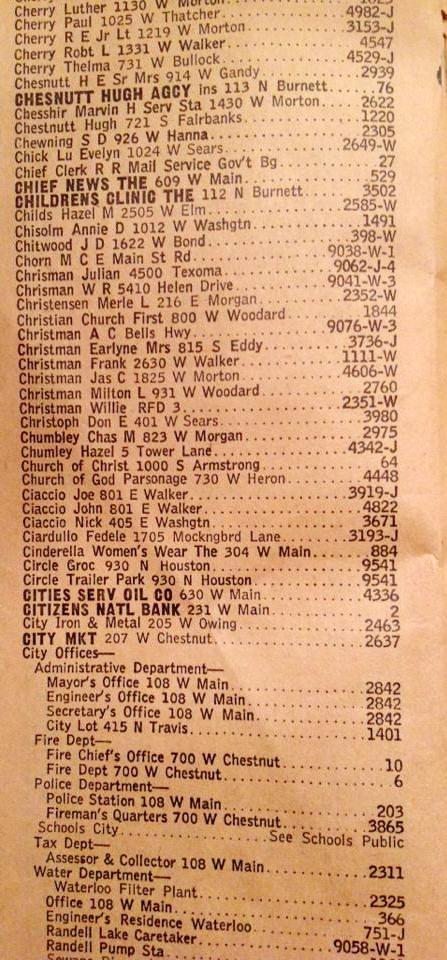 Cherry Luther 1130 W Morton
Cherry Paul 1025 W Thatcher 4982-J
Cherry R E Jr Lt 1219 W Morton 3153-J
Cherry Robt L 1331 W Walker 4547
Cherry Thelma 731 W Bullock 4529-J
Chesnutt H E Sr Mrs 914 W Gandy 2939
CHESNUTT HUGH AGCY ins 113 N Burnett 76
Chesshir Marvin H Serv Sta 1430 W Morton 2622
Chestnutt Hugh 721 S Fairbanks 1220
Chewning S D 926 W Hanna 2305
Chick Lu Evelyn 1024 W Sears 2649-W
Chief Clerk R R Mail Service Gov't Bg 27
CHIEF NEWS THE 609 W Main 529
CHILDRENS CLINIC THE 112 N Burnett 3502
Childs Hazel M 2505 W Elm 2585-W
Chisolm Annie D 1012 W Washgtn 1491
Chitwood J D 1622 W Bond 398-W
Chorn M C E Main St Rd 9038-W-1
Chrisman Julian 4500 Texoma 9062-J-4
Chrisman W R 5410 Helen Drive 9041-W-3
Christensen Merle L 216 E Morgan 2352-W
Christian Church First 800 W Woodard 1844
Christman A C Bells Hwy 9076-W-3
Christman Earlyne Mrs 815 S Eddy 3736-J
Christman Frank 2630 W Walker 1111-W
Christman Jas C 1825 W Morton 4606-W
Christman Milton L 931 W Woodard 2760
Christman Willie RFD 3 2351-W
Christoph Don E 401 W Sears 3980
Chumbley Chas M 823 W Morgan 2975
Chumley Hazel 5 Tower Lane 4342-J
Church of Christ 1000 S Armstrong 64
Church of God Parsonage 730 W Heron 4448
Ciaccio Joe 801 E Walker 3919-J
Ciaccio John 801 E Walker 4822
Ciaccio Nick 405 E Washgtn 3671
Ciardullo Fedele 1705 Mockngbrd Lane 3193-J
Cinderella Women's Wear The 304 W Main 884
Circle Groc 930 N Houston 9541
Circle Trailer Park 930 N Houston 9541
CITIES SERV OIL CO 630 W Main 4336
CITIZENS NATL BANK 231 W Main 2
City Iron & Metal 205 W Owing 2463
CITY MKT 207 W Chestnut 2637
City Offices—
Administrative Department—
Mayor's Office 108 W Main 2842
Engineer's Office 108 W Main 2842
Secretary's Office 108 W Main 2842
City Lot 415 N Travis 1401
Fire Dept—
Fire Chief's Office 700 W Chestnut 10
Fire Dept 700 W Chestnut 6
Police Department—
Police Station 108 W Main 203
Fireman's Quarters 700 W Chestnut 3865
Schools City See Schools Public
Tax Dept—
Assessor & Collector 108 W Main 2311
Water Department—
Waterloo Filter Plant 2325
Office 108 W Main 366
Engineer's Residence Waterloo 751-J
Randell Lake Caretaker 9058-W-1
Randell Pump Sta